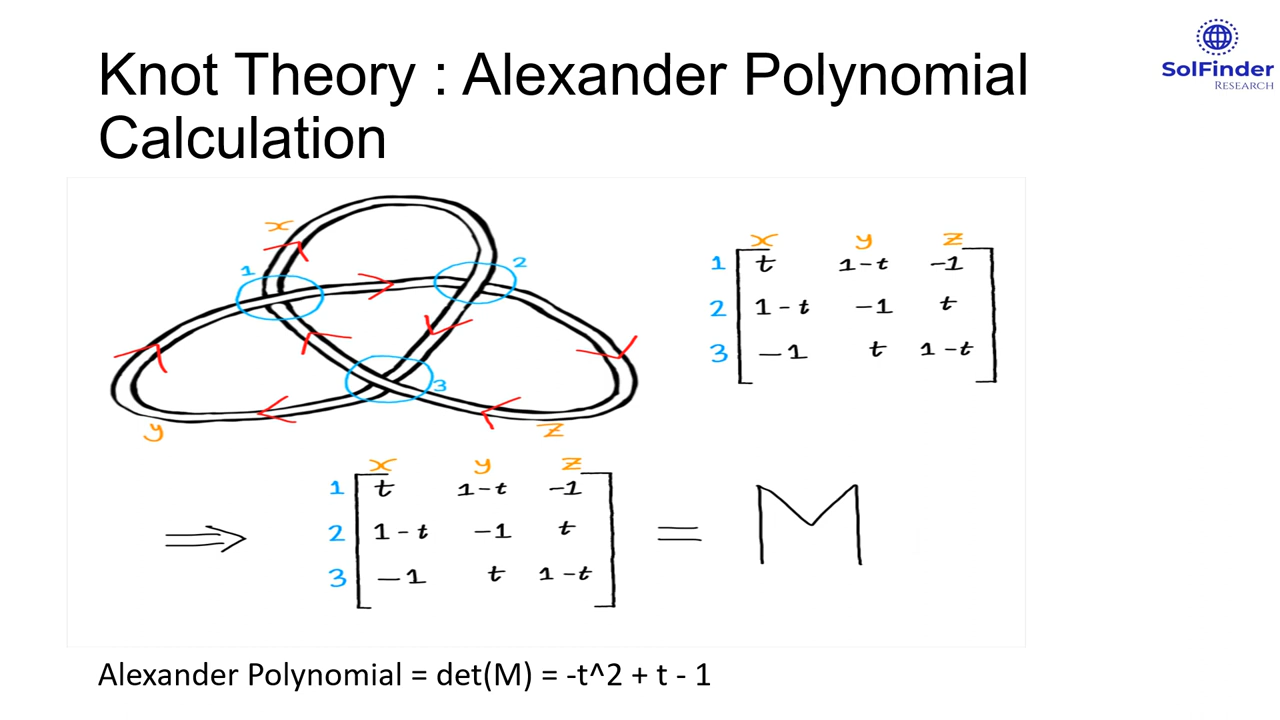 Knot Theory : Alexander Polynomial
Calculation
SolFinder
RESEARCH
x
1
2
3
y
z
x y z
1 t 1-t -1
2 1-t -1 t
3 -1 t 1-t
x y z
1 t 1-t -1
2 1-t -1 t
3 -1 t 1-t
⇒ = M
Alexander Polynomial = det(M) = -t^2 + t - 1